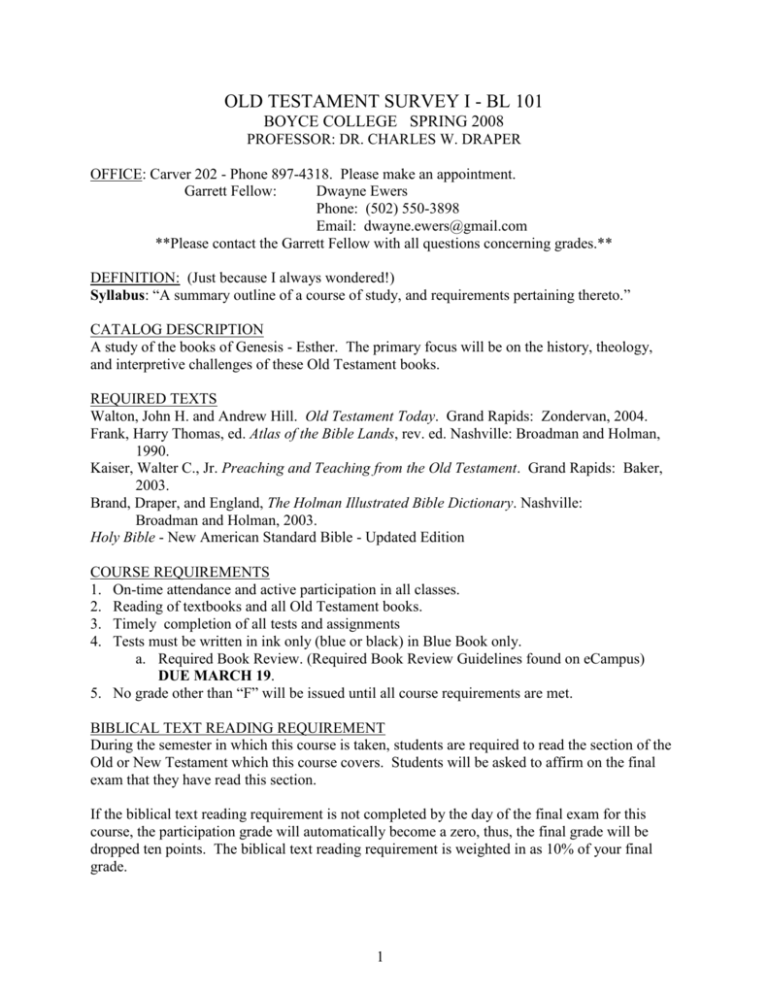 OLD TESTAMENT SURVEY I - BL 101
BOYCE COLLEGE SPRING 2008
PROFESSOR: DR. CHARLES W. DRAPER
OFFICE: Carver 202 - Phone 897-4318. Please make an appointment.
Garrett Fellow: Dwayne Ewers
Phone: (502) 550-3898
Email: dwayne.ewers@gmail.com
**Please contact the Garrett Fellow with all questions concerning grades.**
DEFINITION: (Just because I always wondered!)
Syllabus: “A summary outline of a course of study, and requirements pertaining thereto.”
CATALOG DESCRIPTION
A study of the books of Genesis - Esther. The primary focus will be on the history, theology,
and interpretive challenges of these Old Testament books.
REQUIRED TEXTS
Walton, John H. and Andrew Hill. Old Testament Today. Grand Rapids: Zondervan, 2004.
Frank, Harry Thomas, ed. Atlas of the Bible Lands, rev. ed. Nashville: Broadman and Holman,
1990.
Kaiser, Walter C., Jr. Preaching and Teaching from the Old Testament. Grand Rapids: Baker,
2003.
Brand, Draper, and England, The Holman Illustrated Bible Dictionary. Nashville:
Broadman and Holman, 2003.
Holy Bible - New American Standard Bible - Updated Edition
COURSE REQUIREMENTS
1. On-time attendance and active participation in all classes.
2. Reading of textbooks and all Old Testament books.
3. Timely completion of all tests and assignments
4. Tests must be written in ink only (blue or black) in Blue Book only.
a. Required Book Review. (Required Book Review Guidelines found on eCampus)
DUE MARCH 19.
5. No grade other than “F” will be issued until all course requirements are met.
BIBLICAL TEXT READING REQUIREMENT
During the semester in which this course is taken, students are required to read the section of the
Old or New Testament which this course covers. Students will be asked to affirm on the final
exam that they have read this section.
If the biblical text reading requirement is not completed by the day of the final exam for this
course, the participation grade will automatically become a zero, thus, the final grade will be
dropped ten points. The biblical text reading requirement is weighted in as 10% of your final
grade.
1